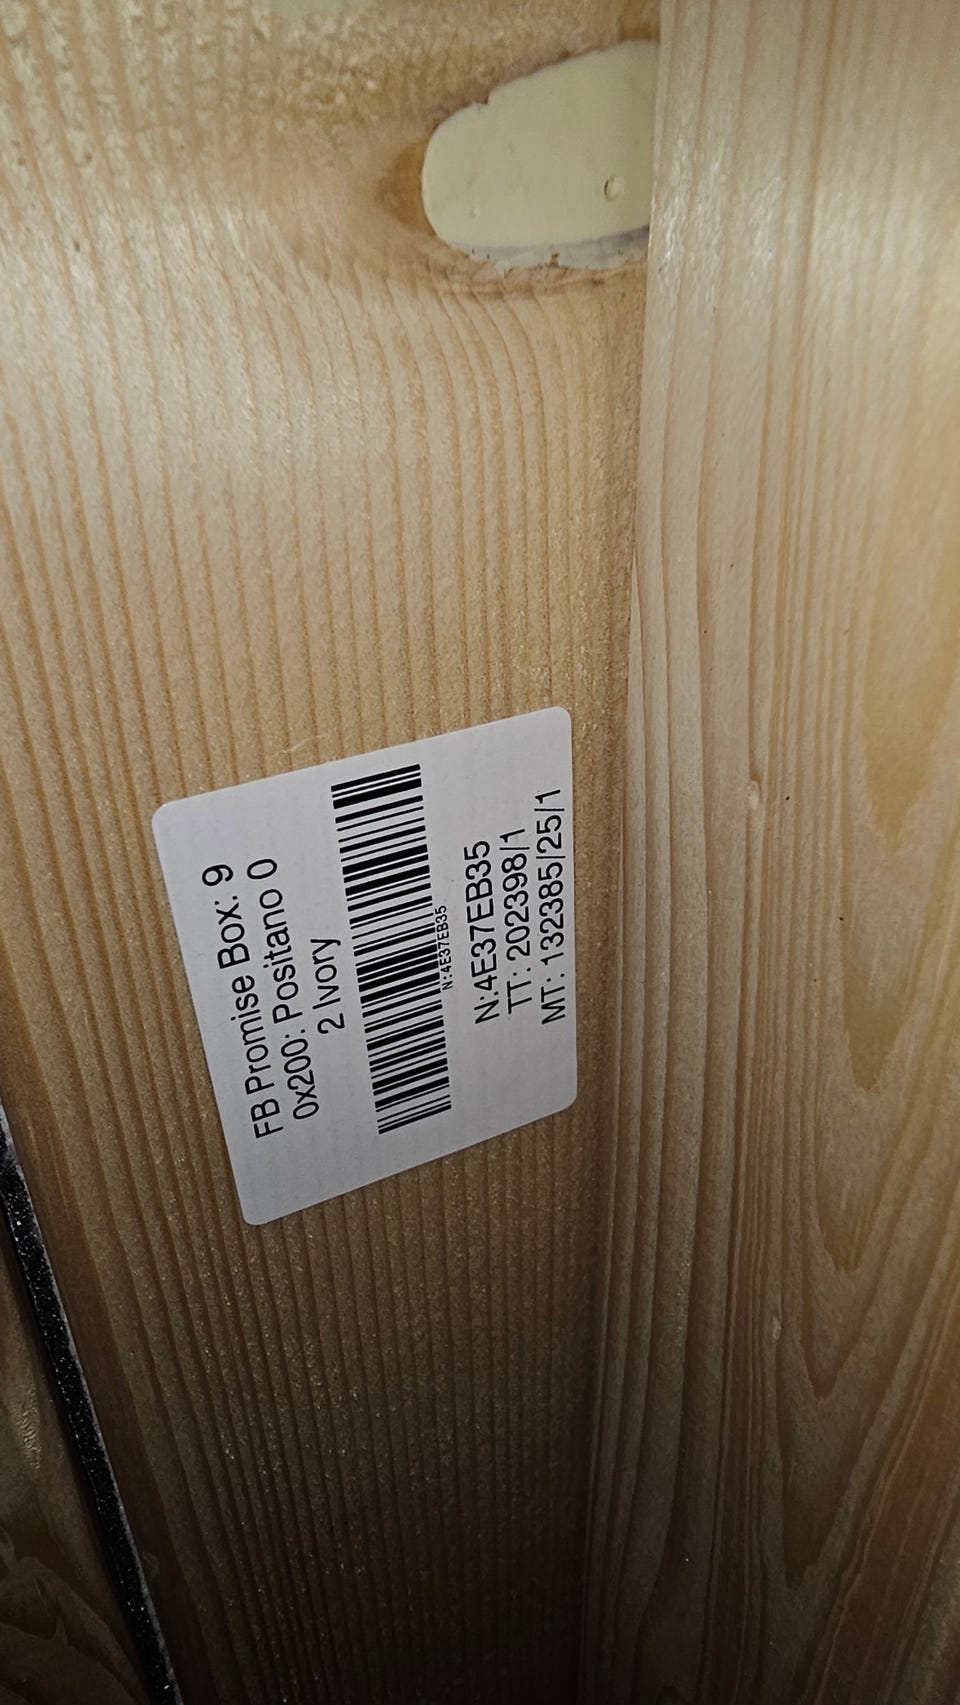 FB Promise Box: 9
0x200: Positano 0
2 Ivory
N:4E37EB35
N:4E37EB35
TT: 202398/1
MT: 132385/25/1